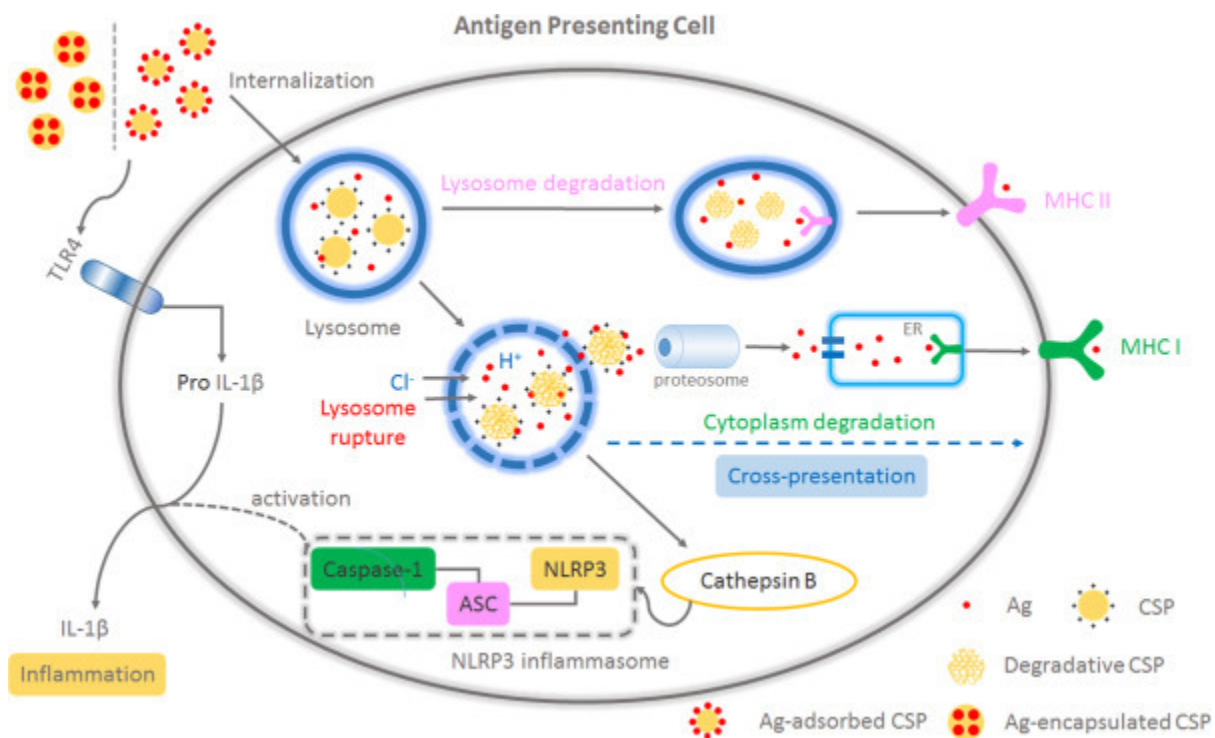 Antigen Presenting Cell
Internalization
Lysosome degradation
MHC II
TLR4
Lysosome
ER
MHC I
H⁺
proteosome
Pro IL-1β
Cl⁻
Lysosome
rupture
Cytoplasm degradation
Cross-presentation
activation
Caspase-1
NLRP3
ASC
Cathepsin B
Ag
CSP
IL-1β
Inflammation
NLRP3 inflammasome
Degradative CSP
Ag-adsorbed CSP
Ag-encapsulated CSP